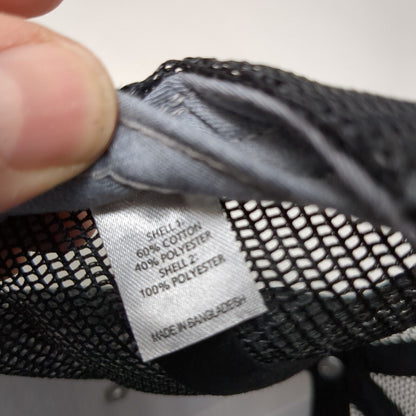 SHELL 1:
60% COTTON
40% POLYESTER
SHELL 2:
100% POLYESTER
MADE IN BANGLADESH